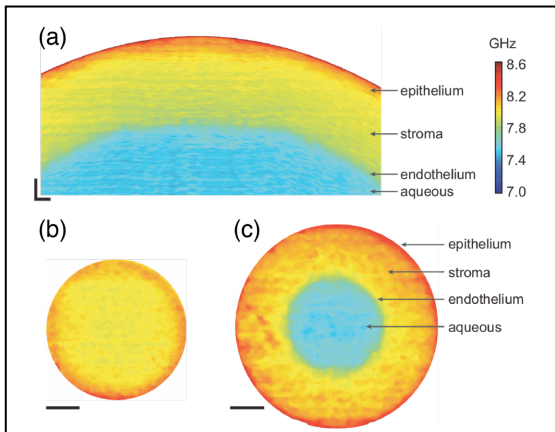 (a)
GHz
8.6
8.2
7.8
7.4
7.0
epithelium
stroma
endothelium
aqueous
(b)
(c)
epithelium
stroma
endothelium
aqueous